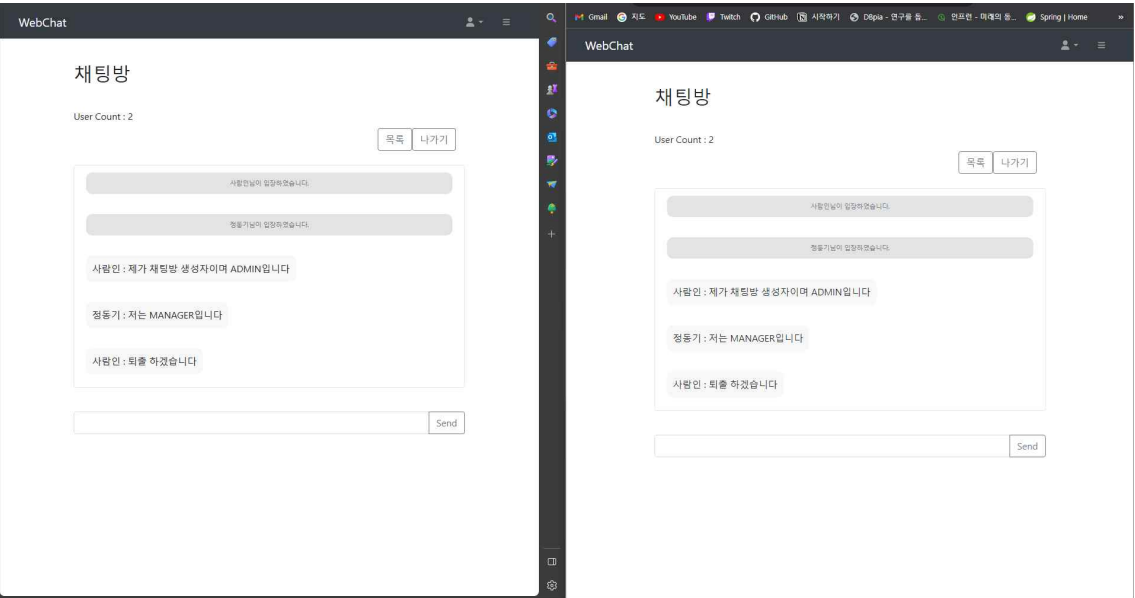 WebChat
채팅방
User Count : 2
목록 나가기
사람인님이 입장하였습니다.
정동기님이 입장하였습니다.
사람인 : 제가 채팅방 생성자이며 ADMIN입니다
정동기 : 저는 MANAGER입니다
사람인 : 퇴출 하겠습니다
Send
Gmail 지도 YouTube Twitch GitHub 시작하기 DBpia - 연구를 돕... 인프런 - 미래의 동... Spring | Home »
WebChat
채팅방
User Count : 2
목록 나가기
사람인님이 입장하였습니다.
정동기님이 입장하였습니다.
사람인 : 제가 채팅방 생성자이며 ADMIN입니다
정동기 : 저는 MANAGER입니다
사람인 : 퇴출 하겠습니다
Send